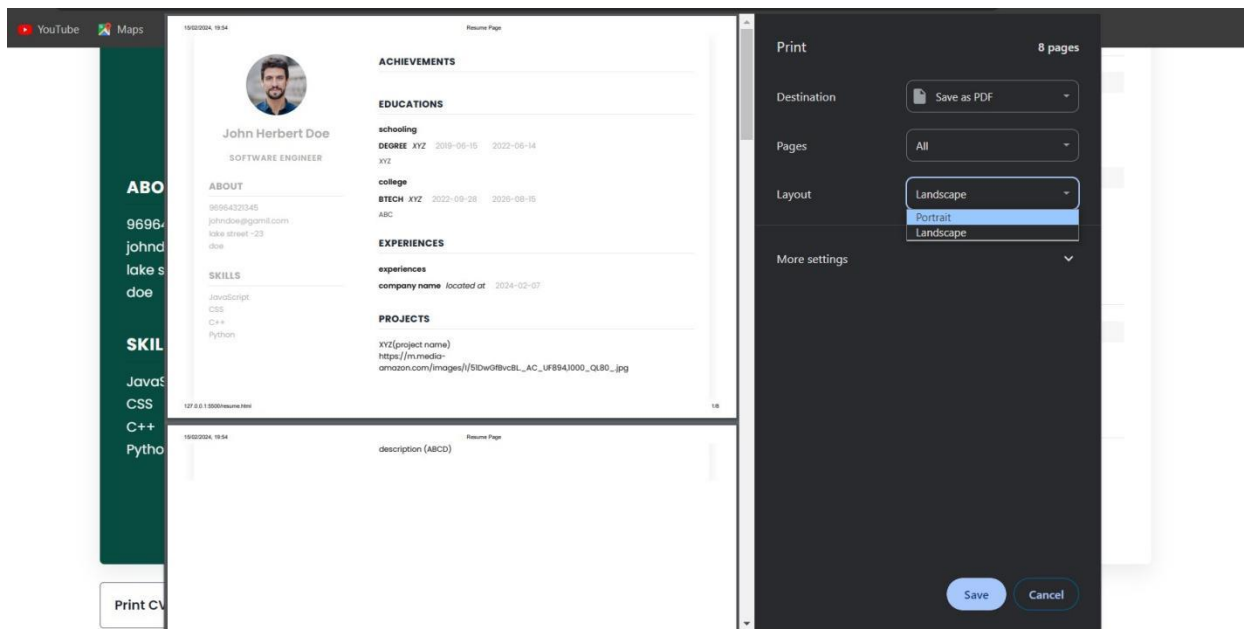 YouTube
Maps
ABO
9696
johnd
lake s
doe
SKIL
JavaS
CSS
C++
Pytho
Print CV
15/02/2024, 19:54
Resume Page
John Herbert Doe
SOFTWARE ENGINEER
ABOUT
96964321345
johndoe@gamil.com
lake street -23
doe
SKILLS
JavaScript
CSS
C++
Python
ACHIEVEMENTS
EDUCATIONS
schooling
DEGREE XYZ 2019-06-15 2022-06-14
XYZ
college
BTECH XYZ 2022-09-28 2026-08-15
ABC
EXPERIENCES
experiences
company name located at 2024-02-07
PROJECTS
XYZ(project name)
https://m.media-
amazon.com/images/I/51DwGfBvcBL._AC_UF894,1000_QL80_.jpg
127.0.0.1:5500/resume.html
1/8
15/02/2024, 19:54
Resume Page
description (ABCD)
Print
8 pages
Destination
Save as PDF
Pages
All
Layout
Landscape
Portrait
Landscape
More settings
Save
Cancel